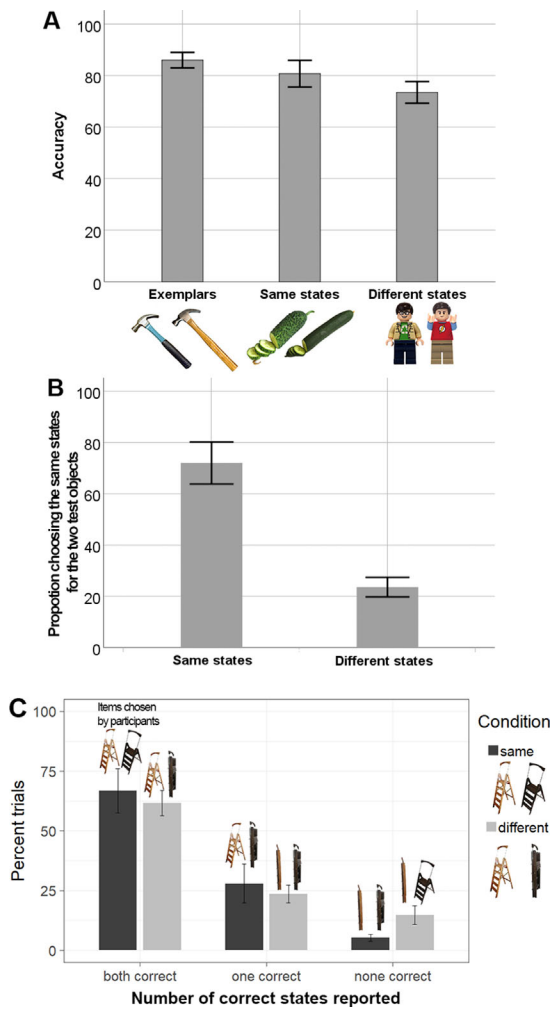 A
100
80
60
40
20
0
Accuracy
Exemplars
Same states
Different states
B
100
80
60
40
20
0
Propotion choosing the same states
for the two test objects
Same states
Different states
C
100
75
50
25
0
Percent trials
Items chosen
by participants
both correct
one correct
none correct
Number of correct states reported
Condition
same
different